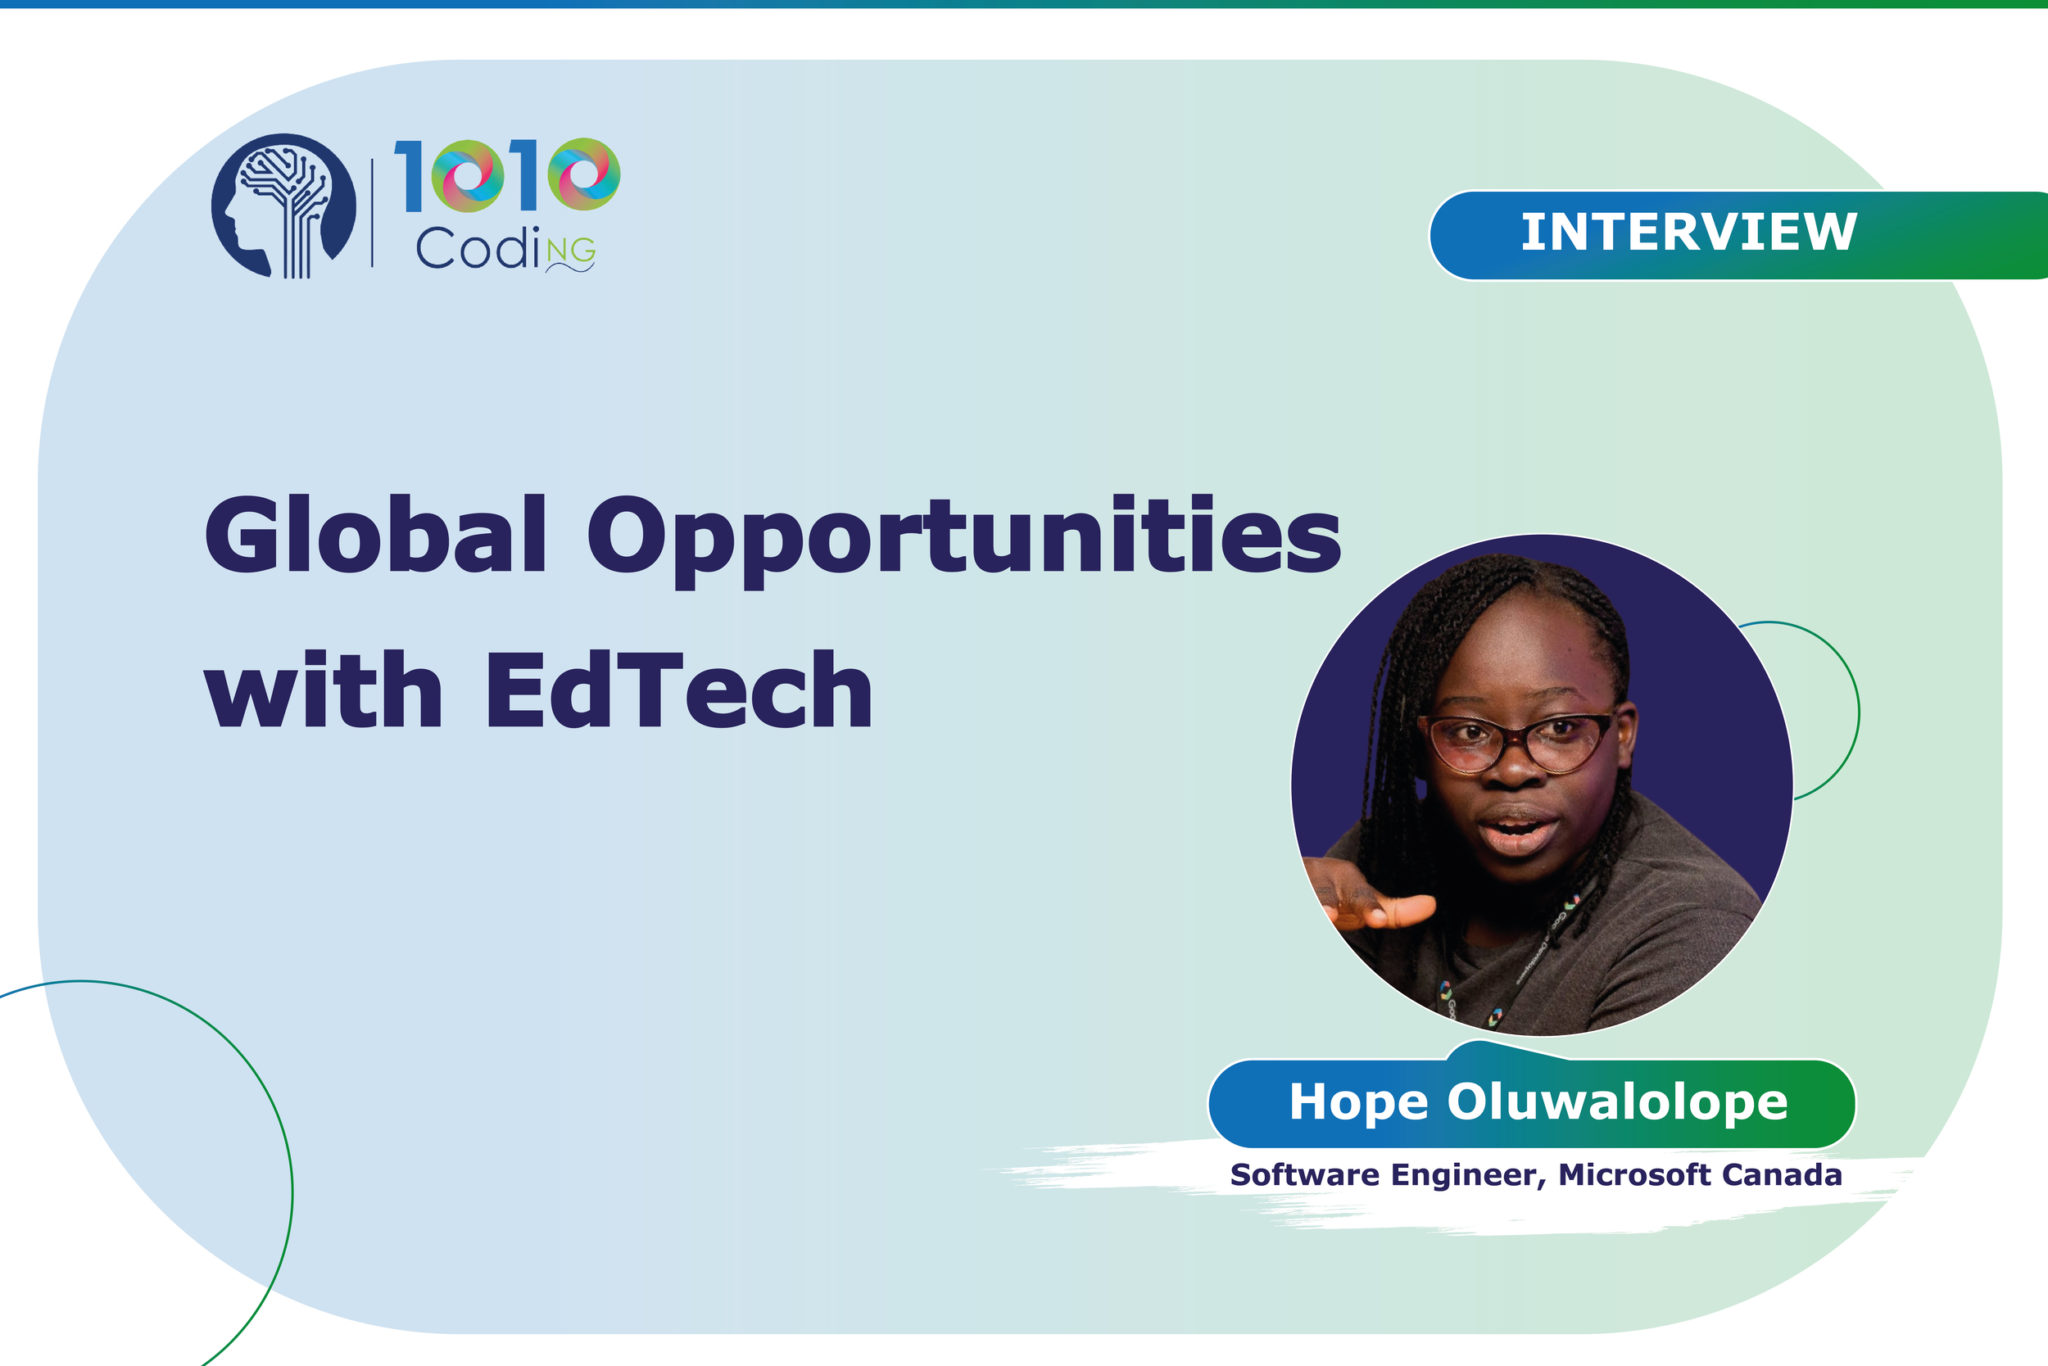 1010
CodiNG
INTERVIEW
Global Opportunities
with EdTech
Hope Oluwalolope
Software Engineer, Microsoft Canada